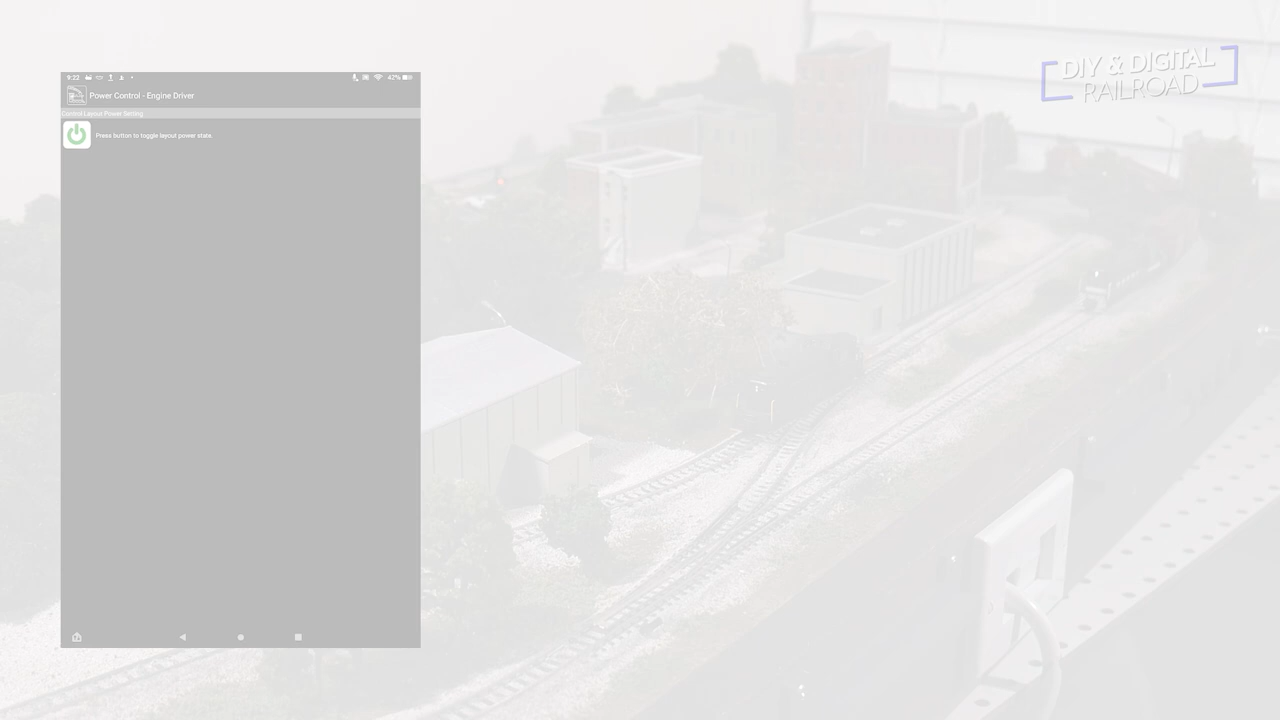 9:22
42%
Power Control - Engine Driver
Control Layout Power Setting
Press button to toggle layout power state.
DIY & DIGITAL
RAILROAD